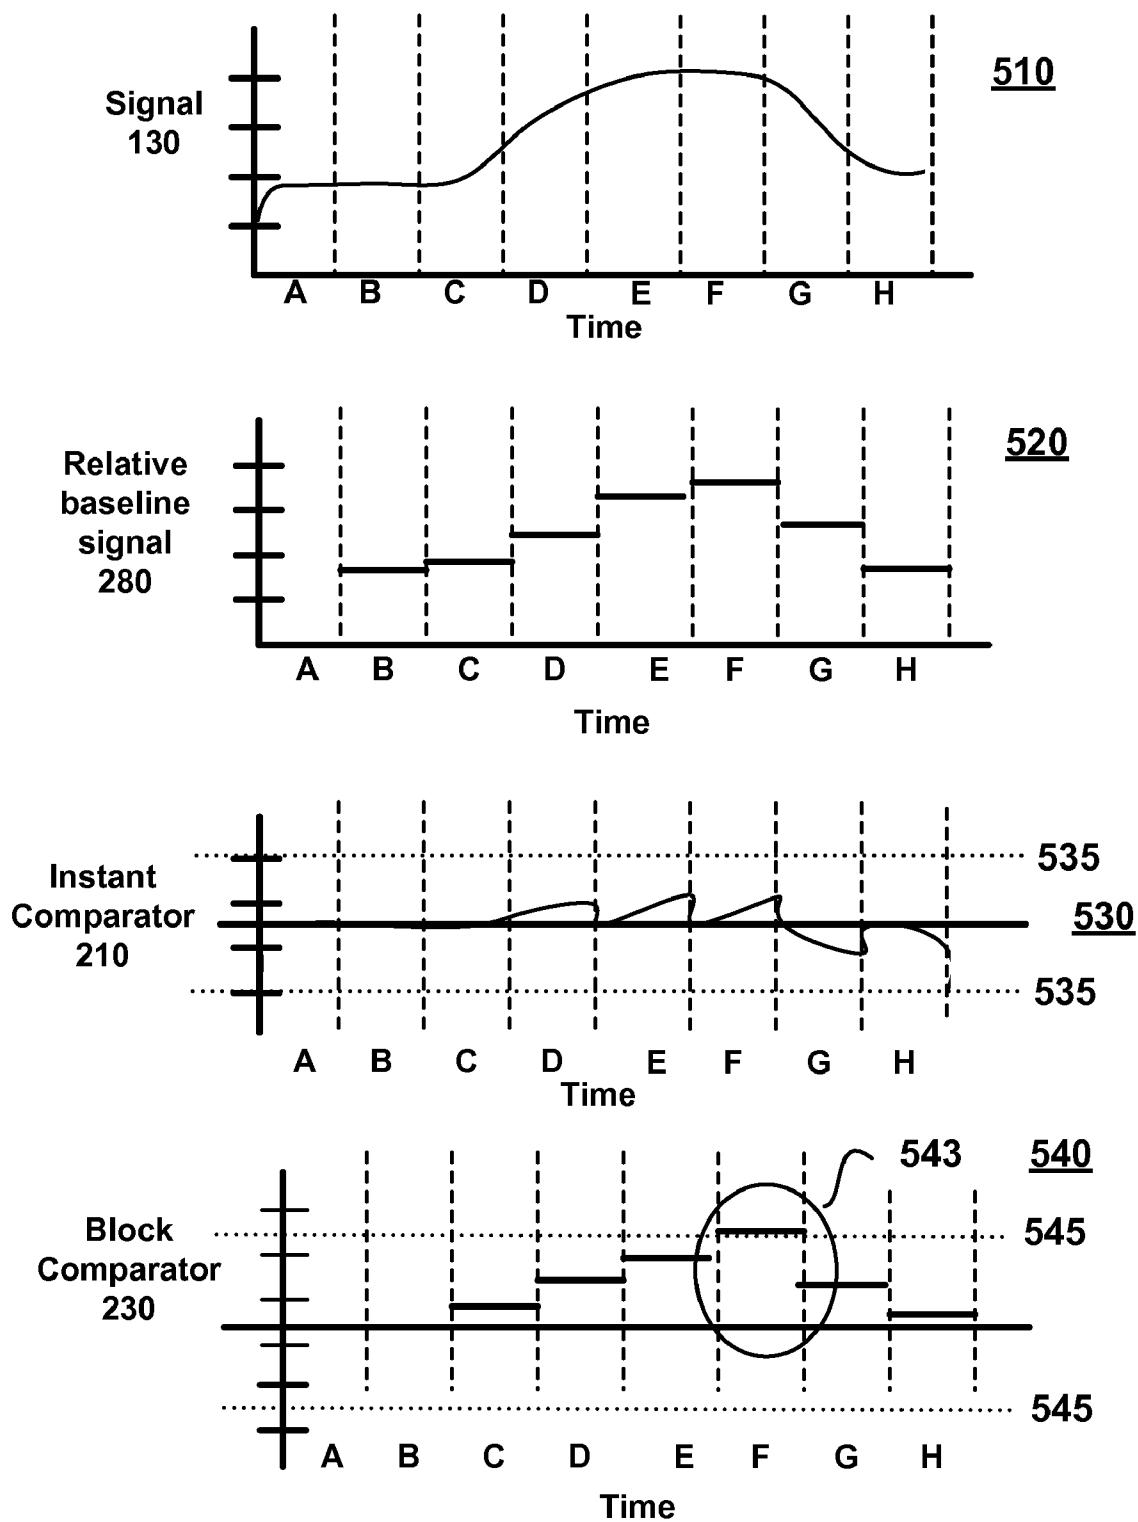 510
Signal
130
A B C D E F G H
Time
520
Relative
baseline
signal
280
A B C D E F G H
Time
535
Instant
Comparator
210
530
535
A B C D E F G H
Time
543 540
545
Block
Comparator
230
545
A B C D E F G H
Time